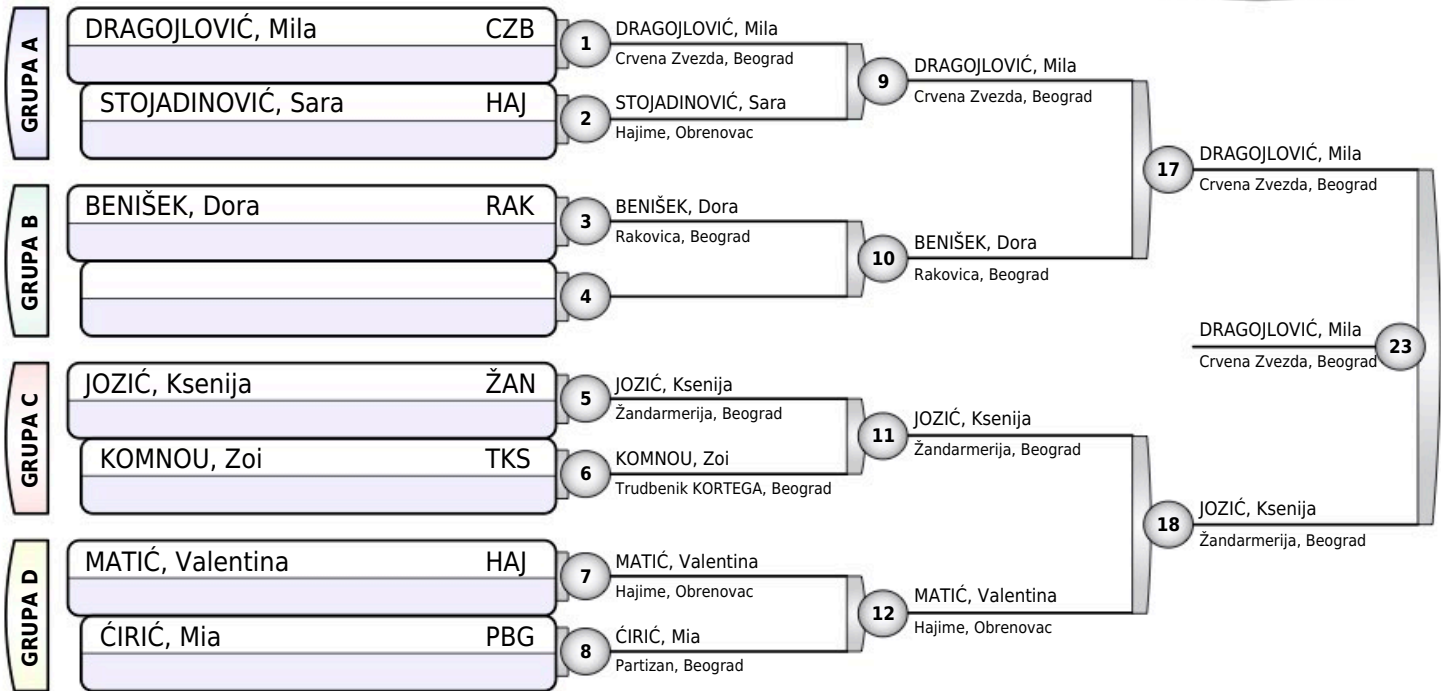 GRUPA A
DRAGOJLOVIĆ, Mila CZB
STOJADINOVIĆ, Sara HAJ
GRUPA B
BENIŠEK, Dora RAK
GRUPA C
JOZIĆ, Ksenija ŽAN
KOMNOU, Zoi TKS
GRUPA D
MATIĆ, Valentina HAJ
ĆIRIĆ, Mia PBG
1
DRAGOJLOVIĆ, Mila
Crvena Zvezda, Beograd
2
STOJADINOVIĆ, Sara
Hajime, Obrenovac
3
BENIŠEK, Dora
Rakovica, Beograd
4
5
JOZIĆ, Ksenija
Žandarmerija, Beograd
6
KOMNOU, Zoi
Trudbenik KORTEGA, Beograd
7
MATIĆ, Valentina
Hajime, Obrenovac
8
ĆIRIĆ, Mia
Partizan, Beograd
9
DRAGOJLOVIĆ, Mila
Crvena Zvezda, Beograd
10
BENIŠEK, Dora
Rakovica, Beograd
11
JOZIĆ, Ksenija
Žandarmerija, Beograd
12
MATIĆ, Valentina
Hajime, Obrenovac
17
DRAGOJLOVIĆ, Mila
Crvena Zvezda, Beograd
18
JOZIĆ, Ksenija
Žandarmerija, Beograd
DRAGOJLOVIĆ, Mila
Crvena Zvezda, Beograd
23